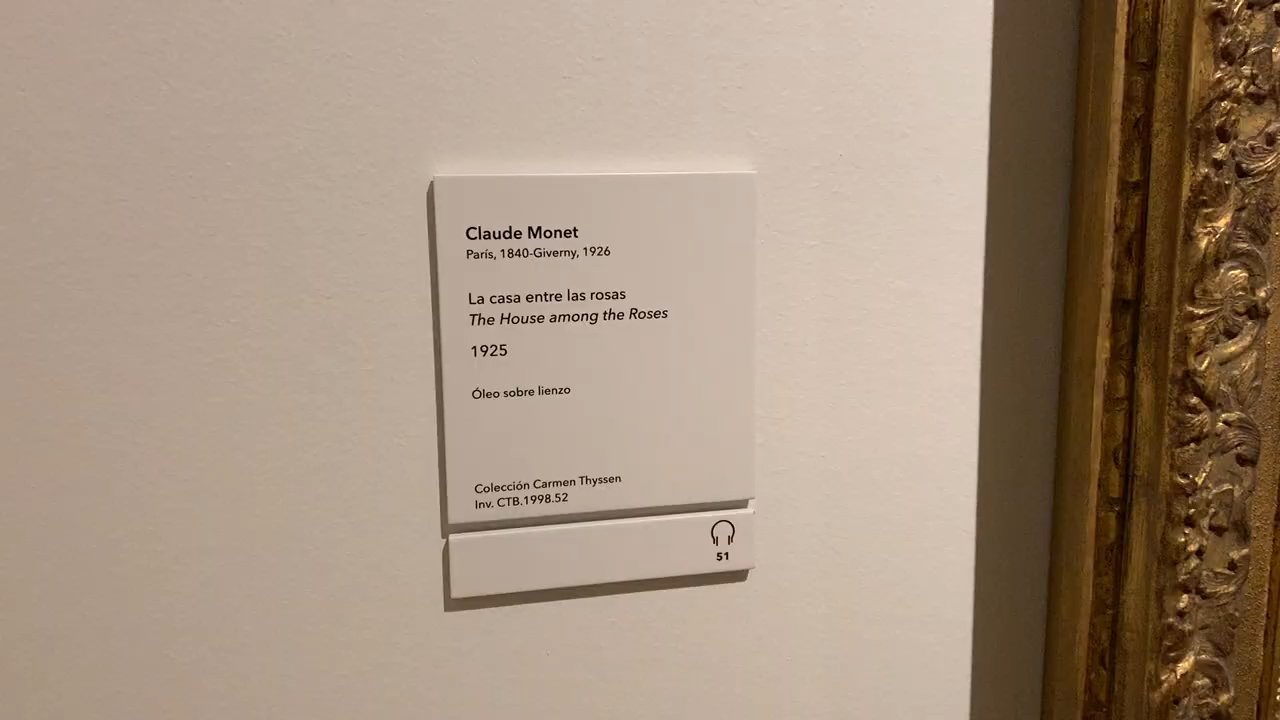 Claude Monet
París, 1840-Giverny, 1926
La casa entre las rosas
The House among the Roses
1925
Óleo sobre lienzo
Colección Carmen Thyssen
Inv. CTB.1998.52
51